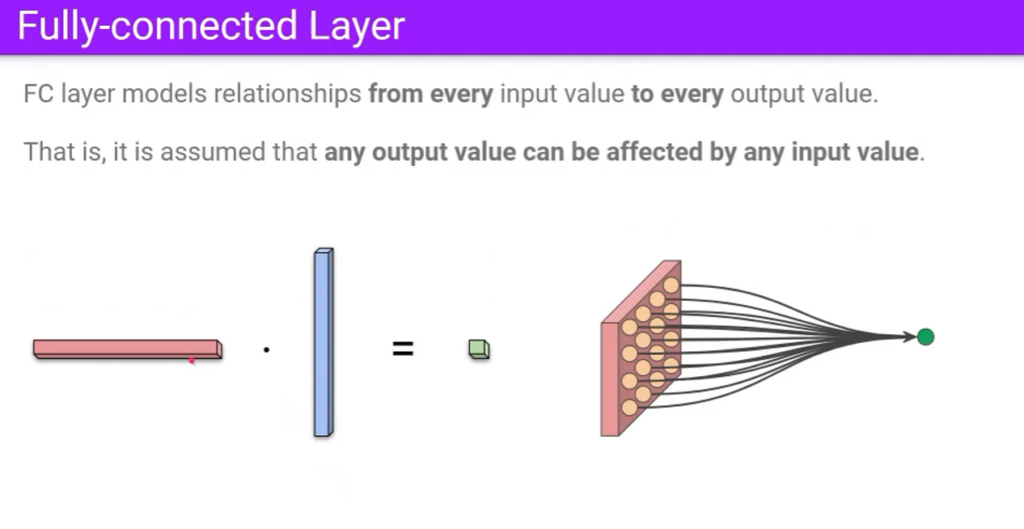 Fully-connected Layer
FC layer models relationships from every input value to every output value.
That is, it is assumed that any output value can be affected by any input value.
· =